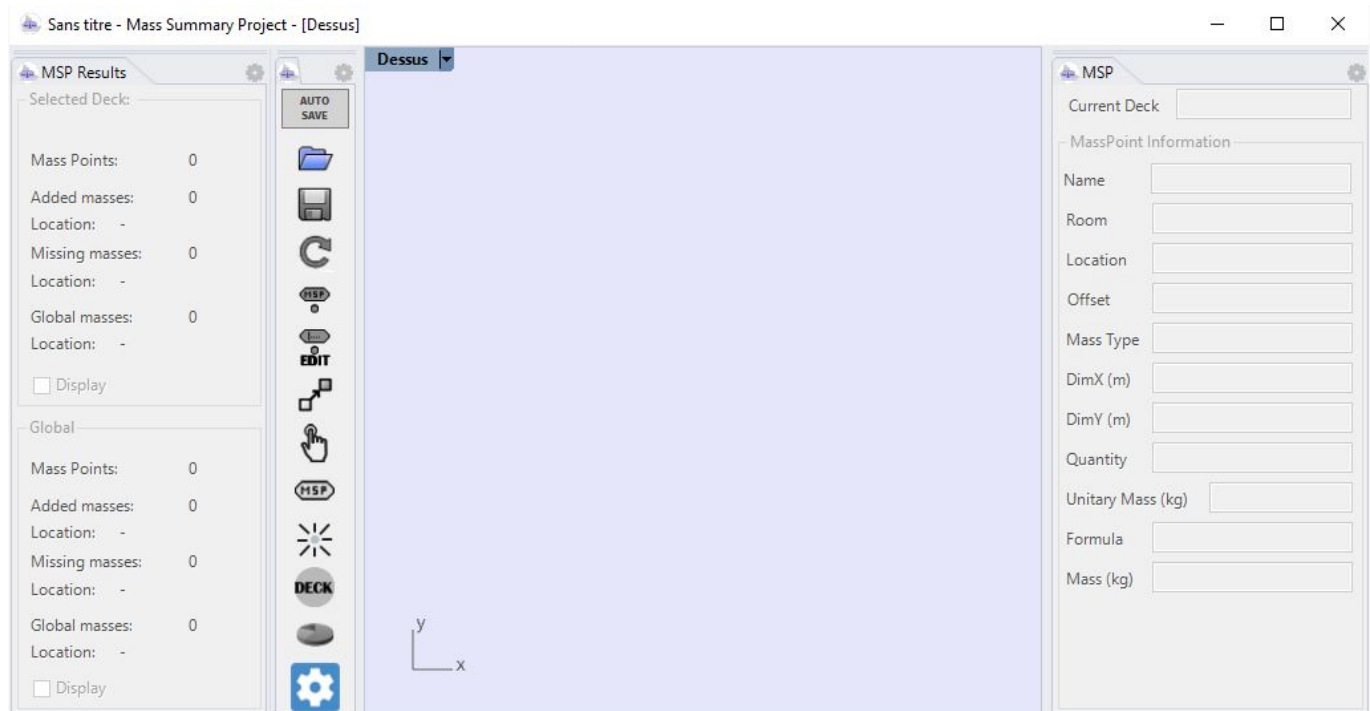 Sans titre - Mass Summary Project - [Dessus]
MSP Results
Selected Deck:
Mass Points: 0
Added masses: 0
Location: -
Missing masses: 0
Location: -
Global masses: 0
Location: -
Display
Global
Mass Points: 0
Added masses: 0
Location: -
Missing masses: 0
Location: -
Global masses: 0
Location: -
Display
AUTO
SAVE
MSP
EDIT
MSP
DECK
Dessus
y
x
MSP
Current Deck
MassPoint Information
Name
Room
Location
Offset
Mass Type
DimX (m)
DimY (m)
Quantity
Unitary Mass (kg)
Formula
Mass (kg)